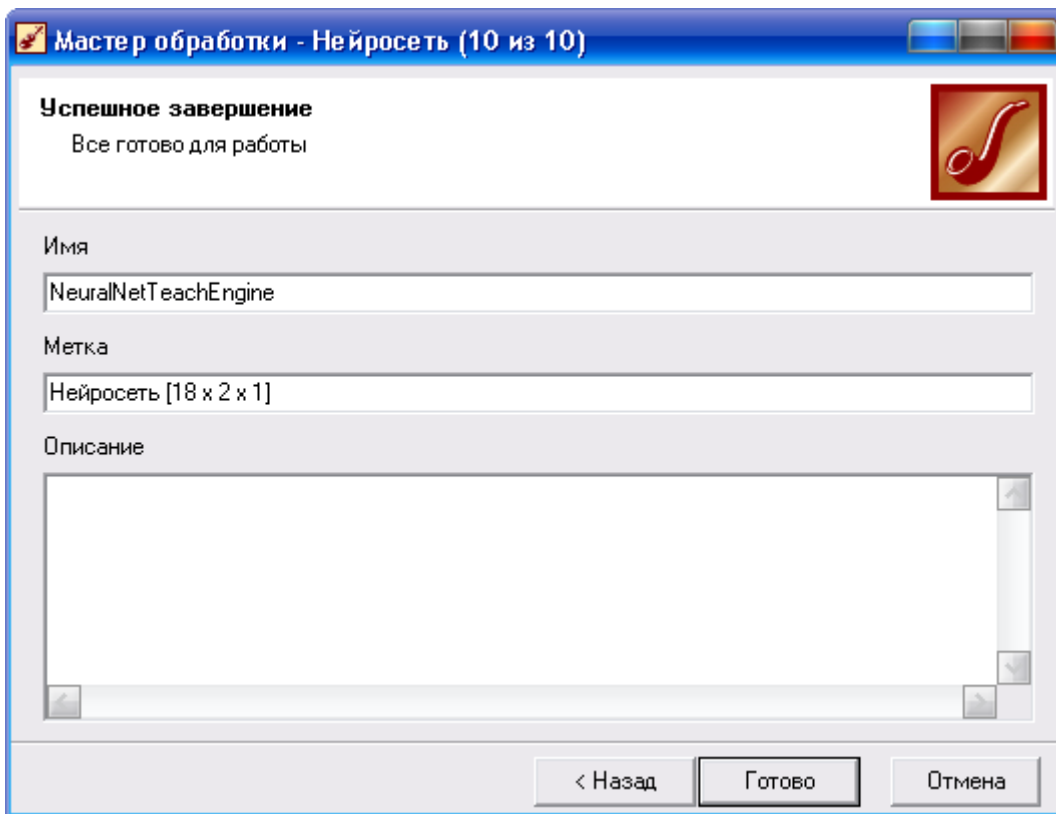 Мастер обработки - Нейросеть (10 из 10)
Успешное завершение
Все готово для работы
Имя
NeuralNetTeachEngine
Метка
Нейросеть [18 x 2 x 1]
Описание
< Назад
Готово
Отмена